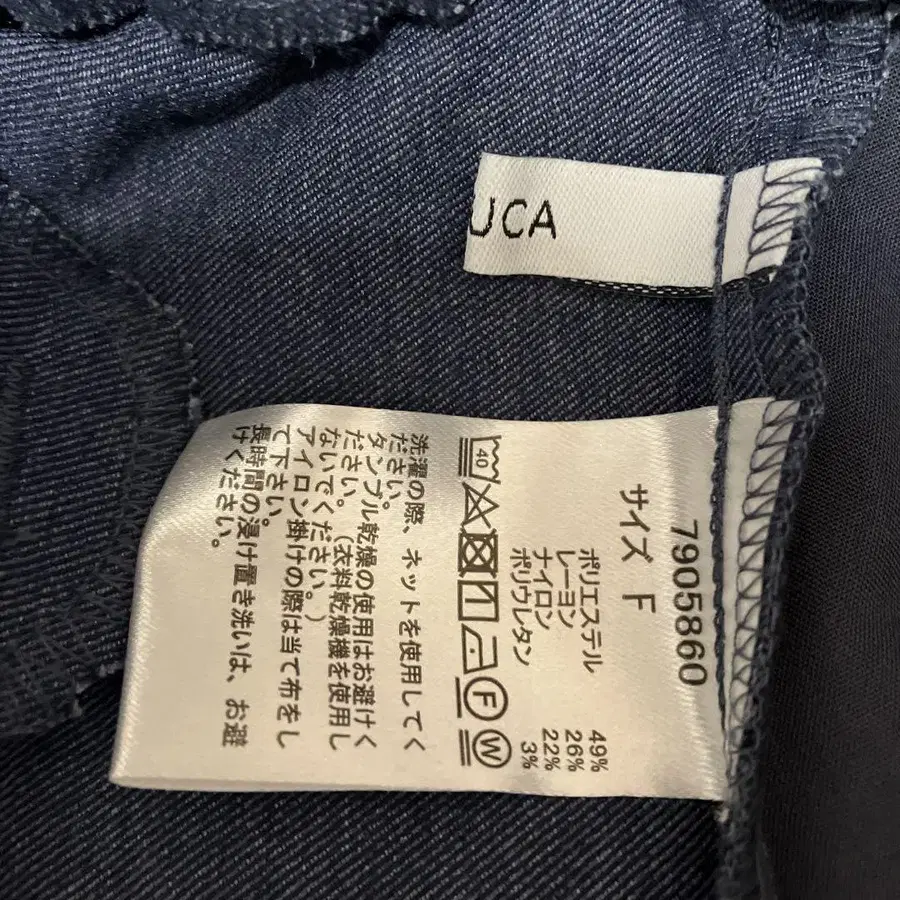 UCA
7905860
サイズ F
ポリエステル 49%
レーヨン 26%
ナイロン 22%
ポリウレタン 3%
40
F
W
洗濯の際、ネットを使用してく
ださい。
タンブル乾燥の使用はお避けく
ださい。(衣料乾燥機を使用し
ないでください。)
アイロン掛けの際は当て布をし
て下さい。
長時間の浸け置き洗いは、お避
けください。